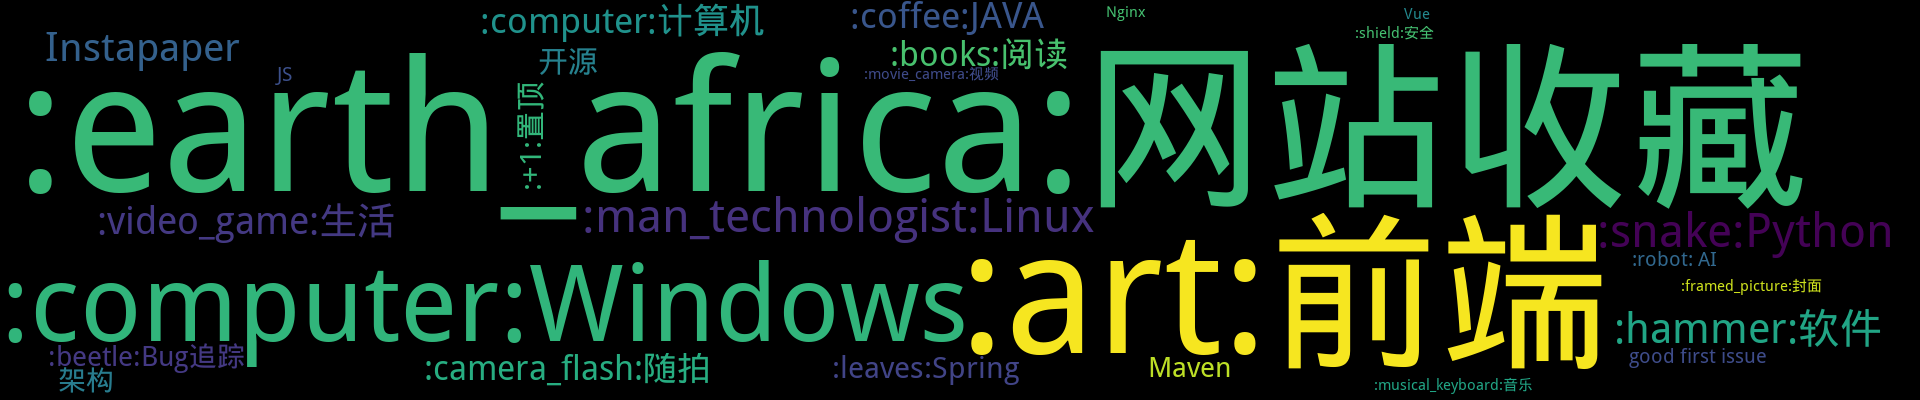 :computer:计算机
:coffee:JAVA
Nginx
Vue
:shield:安全
Instapaper
JS
开源
:books:阅读
:movie_camera:视频
:earth_africa:网站收藏
:+1:置顶
:video_game:生活
:man_technologist:Linux
:snake:Python
:robot: AI
:computer:Windows
:art:前端
:framed_picture:封面
:hammer:软件
:beetle:Bug追踪
架构
:camera_flash:随拍
:leaves:Spring
Maven
good first issue
:musical_keyboard:音乐